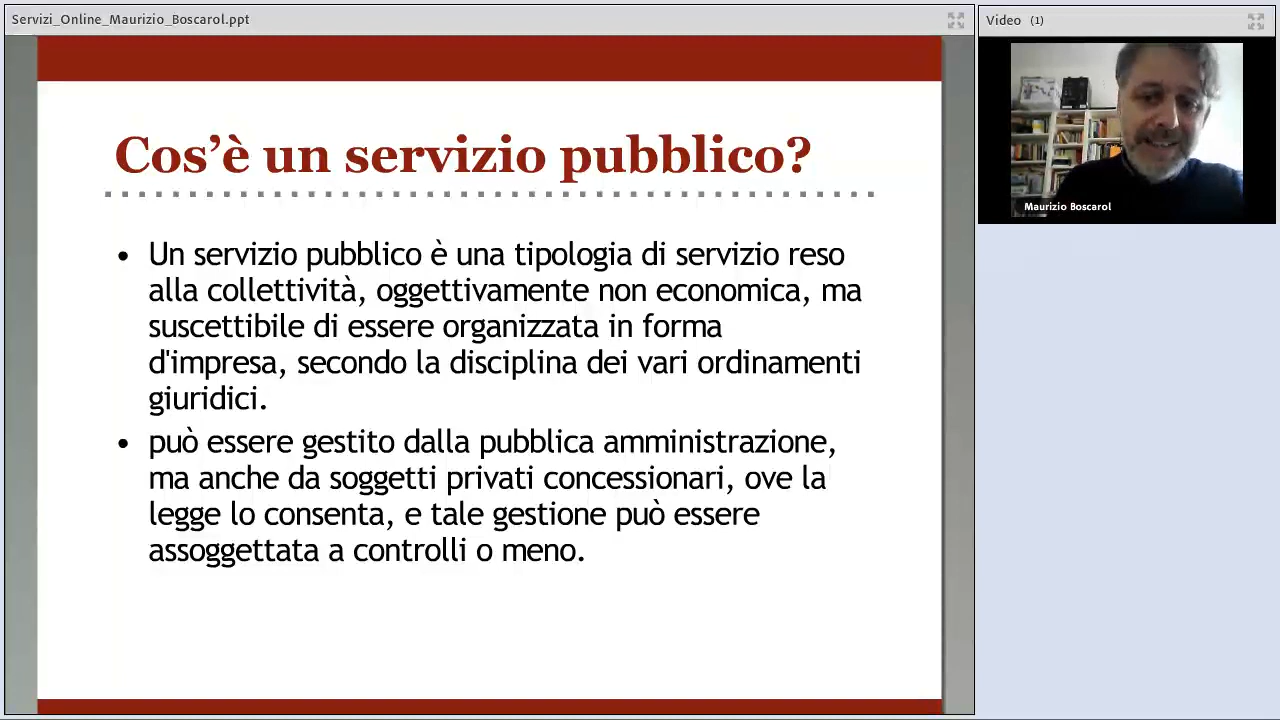 Servizi_Online_Maurizio_Boscarol.ppt
Video (1)
Maurizio Boscarol
Cos’è un servizio pubblico?
• Un servizio pubblico è una tipologia di servizio reso
alla collettività, oggettivamente non economica, ma
suscettibile di essere organizzata in forma
d'impresa, secondo la disciplina dei vari ordinamenti
giuridici.
• può essere gestito dalla pubblica amministrazione,
ma anche da soggetti privati concessionari, ove la
legge lo consenta, e tale gestione può essere
assoggettata a controlli o meno.